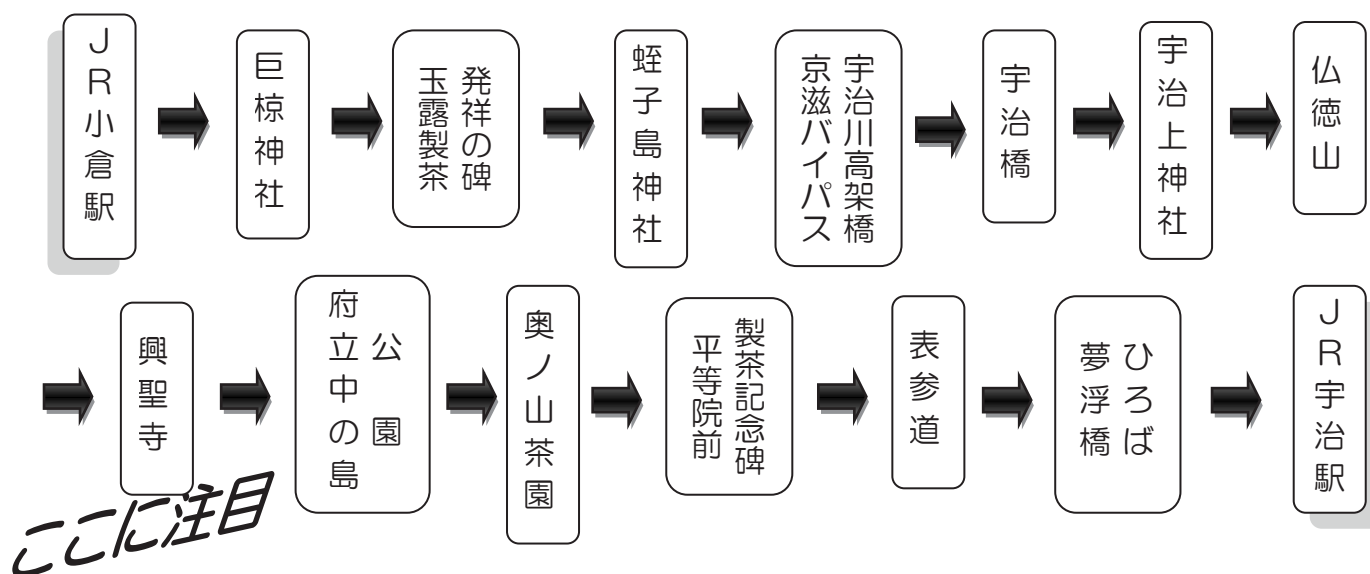 JR小倉駅
巨椋神社
玉露製茶
発祥の碑
蛭子島神社
京滋バイパス
宇治川高架橋
宇治橋
宇治上神社
仏徳山
興聖寺
府立中の島
公園
奥ノ山茶園
平等院前
製茶記念碑
表参道
夢浮橋
ひろば
JR宇治駅
ここに注目